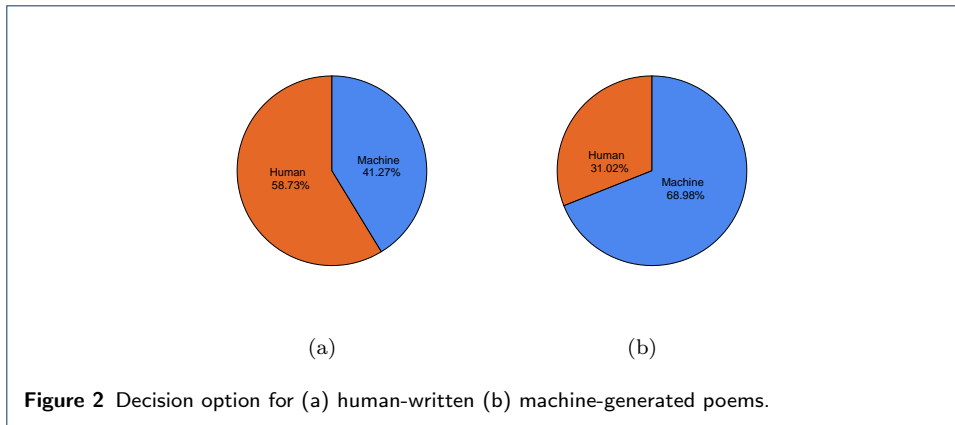 Human
58.73%
Machine
41.27%
Human
31.02%
Machine
68.98%
(a)
(b)
Figure 2 Decision option for (a) human-written (b) machine-generated poems.